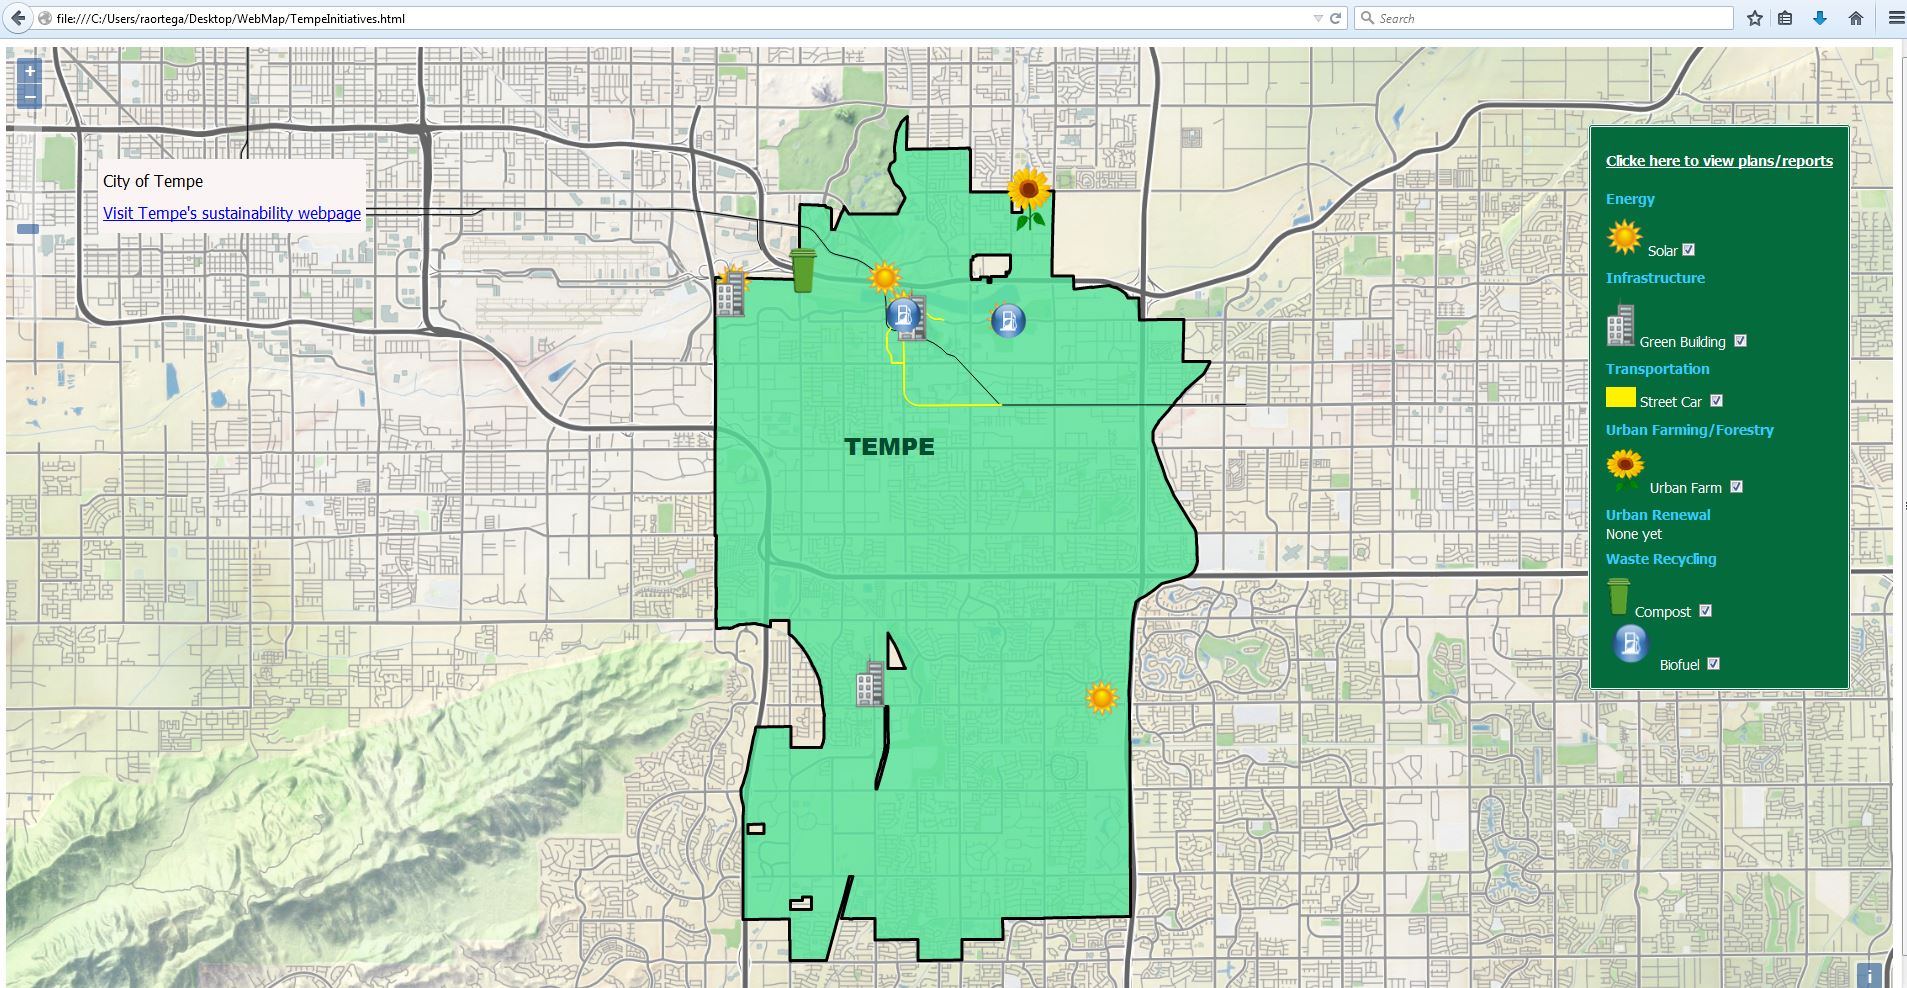 file:///C:/Users/raortega/Desktop/WebMap/TempeInitiatives.html
Search
+
−
City of Tempe
Visit Tempe's sustainability webpage
TEMPE
Clicke here to view plans/reports
Energy
Solar
Infrastructure
Green Building
Transportation
Street Car
Urban Farming/Forestry
Urban Farm
Urban Renewal
None yet
Waste Recycling
Compost
Biofuel
i